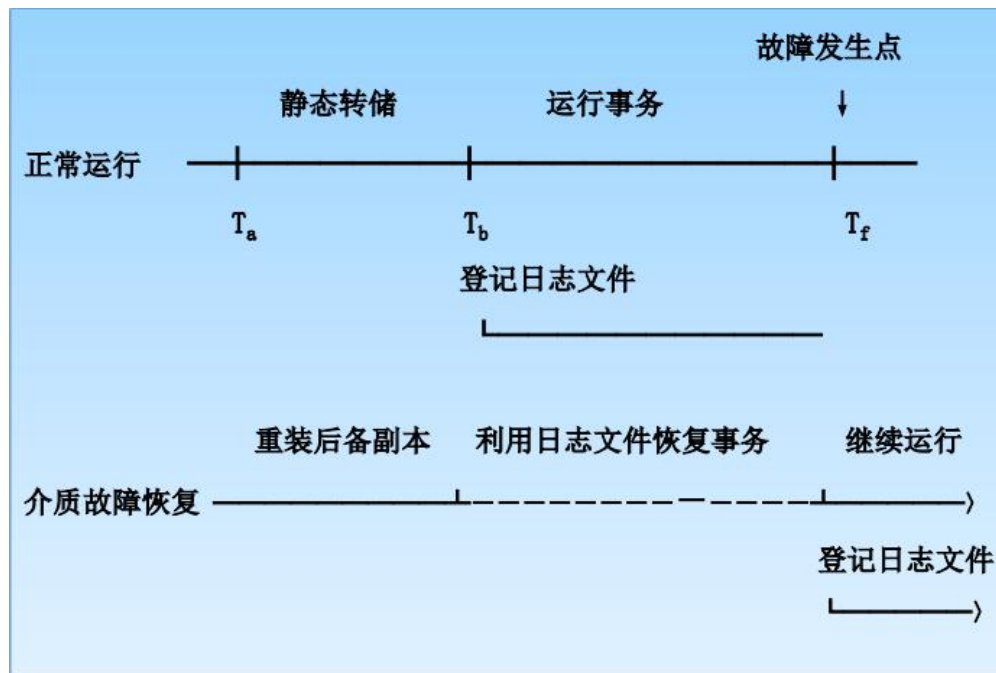 故障发生点
静态转储 运行事务 ↓
正常运行
Ta Tb Tf
登记日志文件
重装后备副本 利用日志文件恢复事务 继续运行
介质故障恢复
登记日志文件